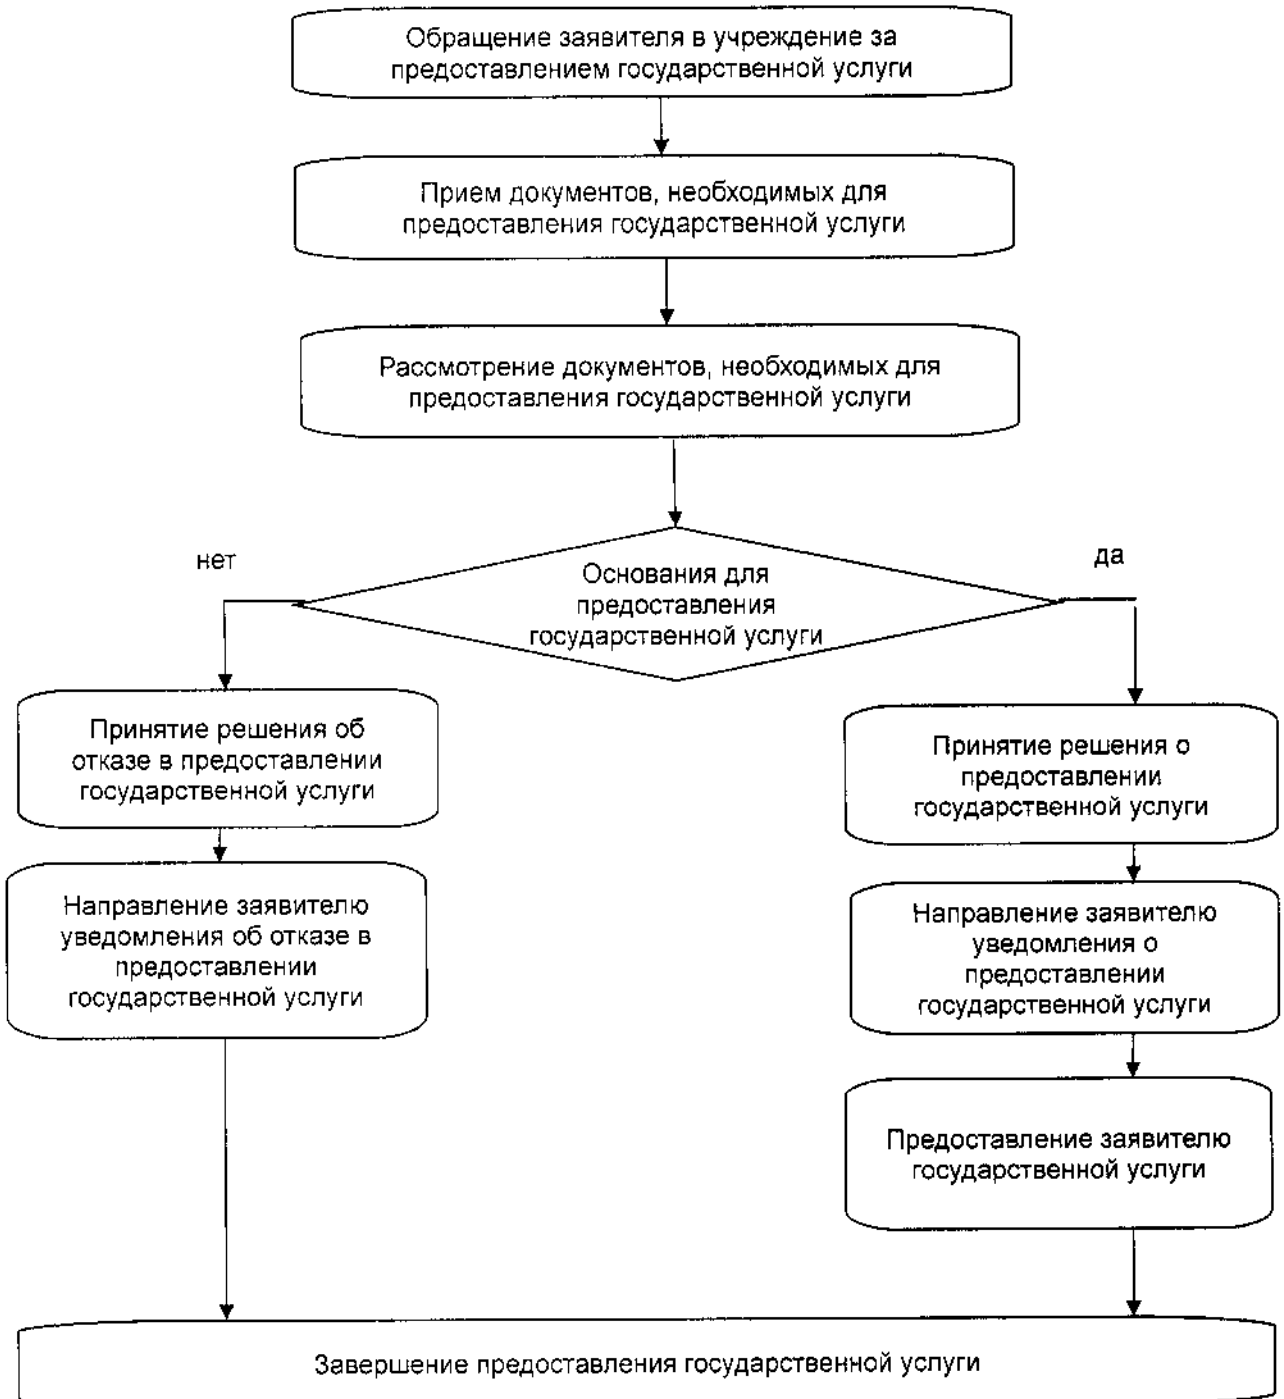 Обращение заявителя в учреждение за
предоставлением государственной услуги
Прием документов, необходимых для
предоставления государственной услуги
Рассмотрение документов, необходимых для
предоставления государственной услуги
нет
да
Основания для
предоставления
государственной услуги
Принятие решения об
отказе в предоставлении
государственной услуги
Направление заявителю
уведомления об отказе в
предоставлении
государственной услуги
Принятие решения о
предоставлении
государственной услуги
Направление заявителю
уведомления о
предоставлении
государственной услуги
Предоставление заявителю
государственной услуги
Завершение предоставления государственной услуги